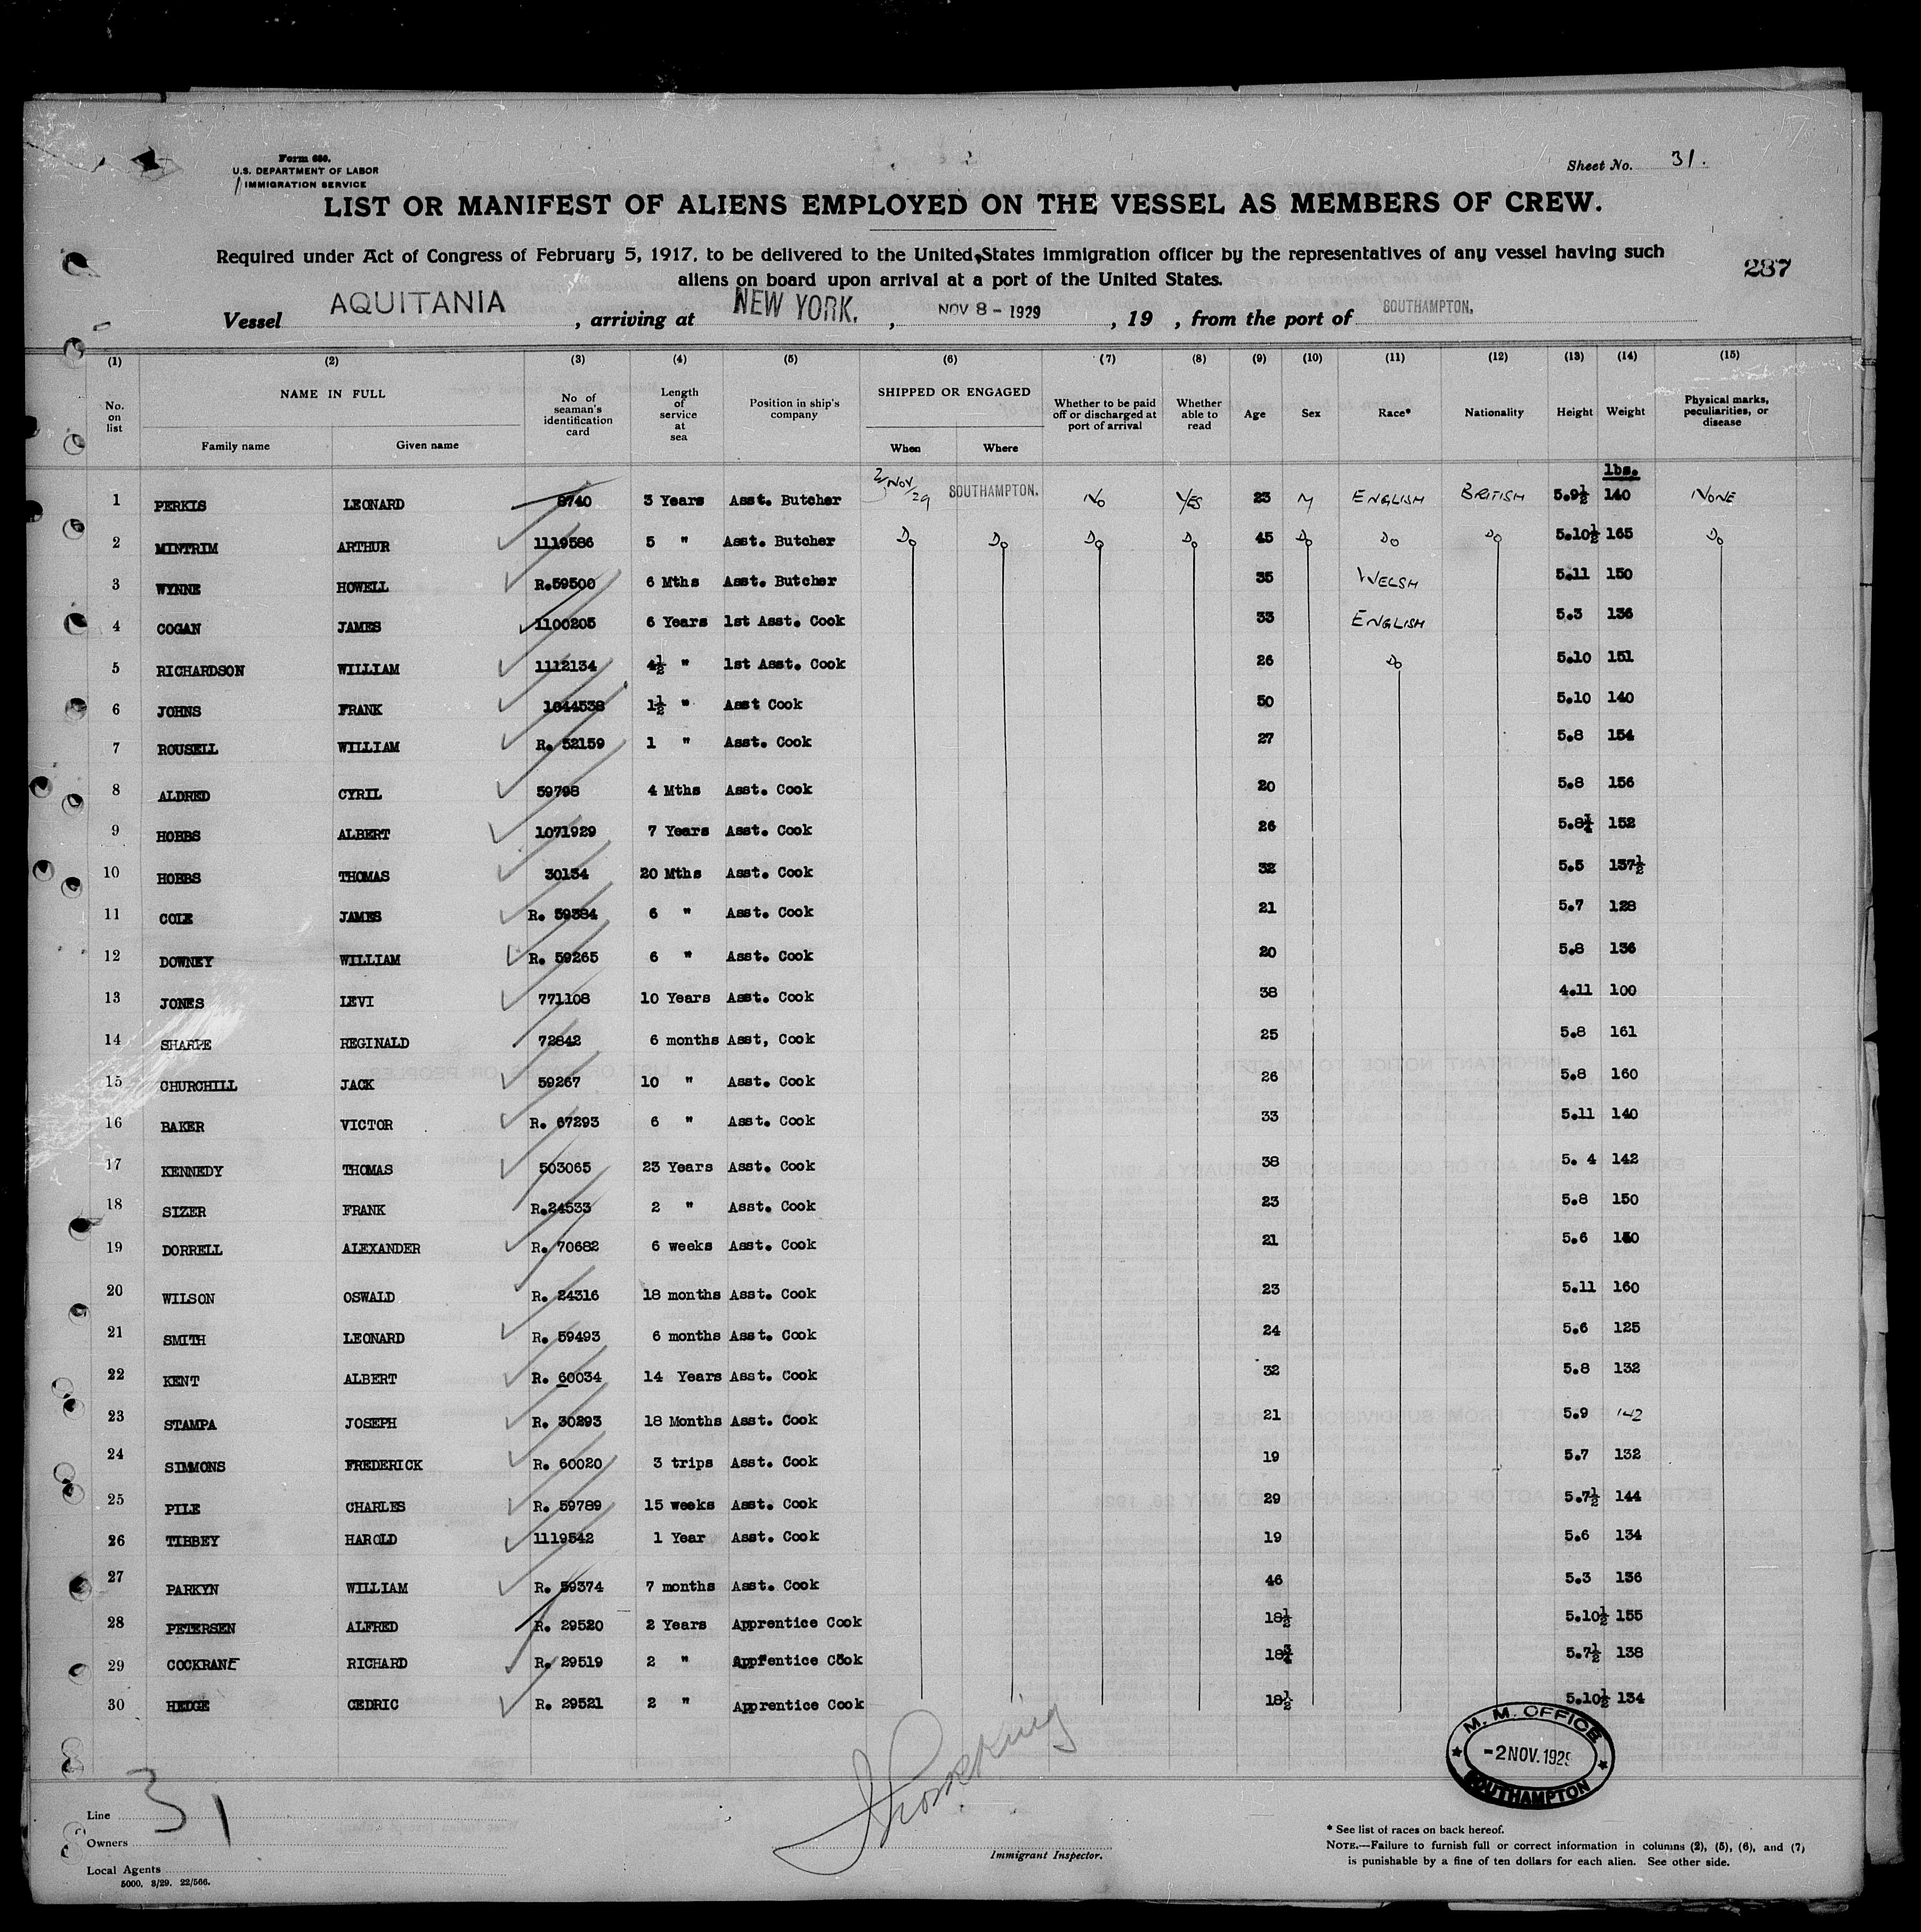 Form 680.
U.S. DEPARTMENT OF LABOR
IMMIGRATION SERVICE
Sheet No. 31.
LIST OR MANIFEST OF ALIENS EMPLOYED ON THE VESSEL AS MEMBERS OF CREW.
Required under Act of Congress of February 5, 1917, to be delivered to the United States immigration officer by the representatives of any vessel having such
aliens on board upon arrival at a port of the United States.
287
Vessel AQUITANIA, arriving at NEW YORK., NOV 8 - 1929, 19 , from the port of SOUTHAMPTON.
(1) (2) (3) (4) (5) (6) (7) (8) (9) (10) (11) (12) (13) (14) (15)
No. on list NAME IN FULL Family name Given name No of seaman's identification card Length of service at sea Position in ship's company SHIPPED OR ENGAGED When Where Whether to be paid off or discharged at port of arrival Whether able to read Age Sex Race* Nationality Height Weight Physical marks, peculiarities, or disease
lbs.
1 PERKIS LEONARD 8740 3 Years Asst. Butcher 2/Nov/29 SOUTHAMPTON. No YES 23 M ENGLISH BRITISH 5.9½ 140 NONE
2 MINTRIM ARTHUR 1119586 5 " Asst. Butcher Do Do Do Do 45 Do Do Do 5.10½ 165 Do
3 WYNNE HOWELL R.59500 6 Mths Asst. Butcher 35 WELSH 5.11 150
4 COGAN JAMES 1100205 6 Years 1st Asst. Cook 33 ENGLISH 5.3 136
5 RICHARDSON WILLIAM 1112134 4½ " 1st Asst. Cook 26 Do 5.10 151
6 JOHNS FRANK 1044538 1½ " Asst Cook 50 5.10 140
7 ROUSELL WILLIAM R. 52159 1 " Asst. Cook 27 5.8 154
8 ALDRED CYRIL 59798 4 Mths Asst. Cook 20 5.8 156
9 HOBBS ALBERT 1071929 7 Years Asst. Cook 26 5.8¼ 152
10 HOBBS THOMAS 30134 20 Mths Asst. Cook 32 5.5 137½
11 COLE JAMES R. 59384 6 " Asst. Cook 21 5.7 128
12 DOWNEY WILLIAM R. 59265 6 " Asst. Cook 20 5.8 136
13 JONES LEVI 771108 10 Years Asst. Cook 38 4.11 100
14 SHARPE REGINALD 72842 6 months Asst, Cook 25 5.8 161
15 CHURCHILL JACK 59267 10 " Asst. Cook 26 5.8 160
16 BAKER VICTOR R. 67293 6 " Asst. Cook 33 5.11 140
17 KENNEDY THOMAS 503065 23 Years Asst. Cook 38 5. 4 142
18 SIZER FRANK R.24533 2 " Asst. Cook 23 5.8 150
19 DORRELL ALEXANDER R. 70682 6 weeks Asst. Cook 21 5.6
20 WILSON OSWALD R. 24316 18 months Asst. Cook 23 5.11 160
21 SMITH LEONARD R. 59493 6 months Asst. Cook 24 5.6 125
22 KENT ALBERT R. 60034 14 Years Asst. Cook 32 5.8 132
23 STAMPA JOSEPH R. 30293 18 Months Asst. Cook 21 5.9 142
24 SIMMONS FREDERICK R. 60020 3 trips Asst. Cook 19 5.7 132
25 PILE CHARLES R. 59789 15 weeks Asst. Cook 29 5.7½ 144
26 TIBBEY HAROLD 1119542 1 Year Asst. Cook 19 5.6 134
27 PARKYN WILLIAM R. 59374 7 months Asst. Cook 46 5.3 136
28 PETERSEN ALFRED R. 29520 2 Years Apprentice Cook 18½ 5.10½ 155
29 COCKRANE RICHARD R. 29519 2 " Apprentice Cook 18¾ 5.7½ 138
30 HEDGE CEDRIC R. 29521 2 " Apprentice Cook 18½ 5.10½ 134
M. M. OFFICE
-2 NOV. 1929
SOUTHAMPTON
31
Line
Owners
Local Agents
5000. 3/29. 22/566.
Immigrant Inspector.
* See list of races on back hereof.
NOTE.—Failure to furnish full or correct information in columns (2), (5), (6), and (7)
is punishable by a fine of ten dollars for each alien. See other side.